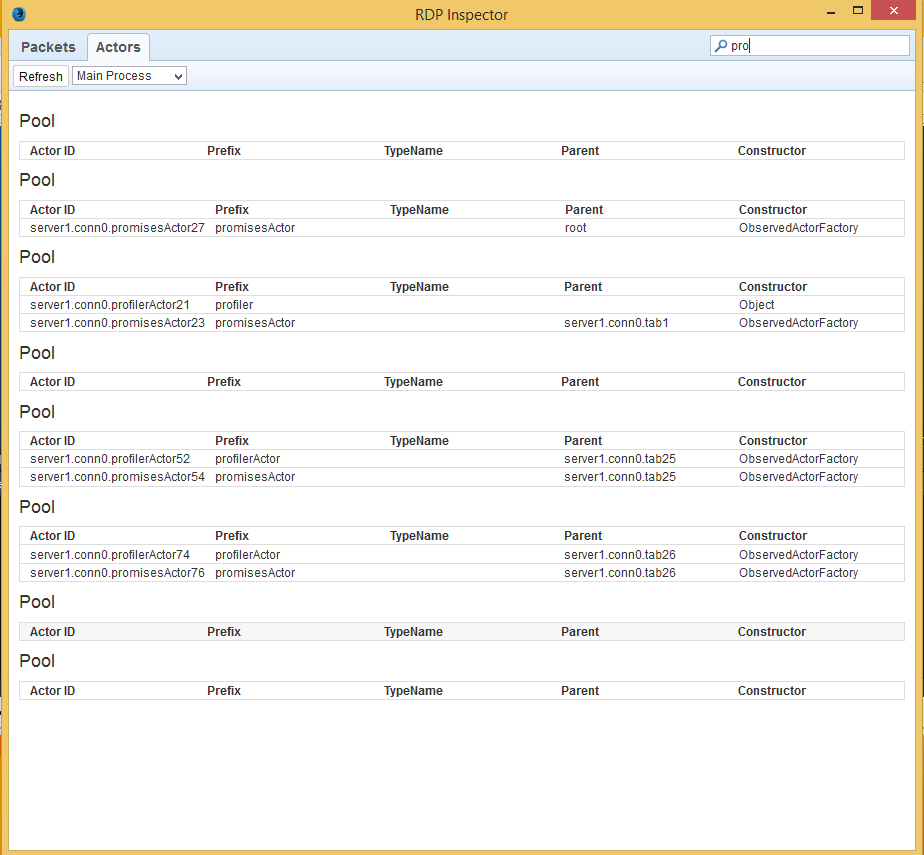 RDP Inspector
Packets Actors pro
Refresh Main Process
Pool
Actor ID Prefix TypeName Parent Constructor
Pool
Actor ID Prefix TypeName Parent Constructor
server1.conn0.promisesActor27 promisesActor root ObservedActorFactory
Pool
Actor ID Prefix TypeName Parent Constructor
server1.conn0.profilerActor21 profiler Object
server1.conn0.promisesActor23 promisesActor server1.conn0.tab1 ObservedActorFactory
Pool
Actor ID Prefix TypeName Parent Constructor
Pool
Actor ID Prefix TypeName Parent Constructor
server1.conn0.profilerActor52 profilerActor server1.conn0.tab25 ObservedActorFactory
server1.conn0.promisesActor54 promisesActor server1.conn0.tab25 ObservedActorFactory
Pool
Actor ID Prefix TypeName Parent Constructor
server1.conn0.profilerActor74 profilerActor server1.conn0.tab26 ObservedActorFactory
server1.conn0.promisesActor76 promisesActor server1.conn0.tab26 ObservedActorFactory
Pool
Actor ID Prefix TypeName Parent Constructor
Pool
Actor ID Prefix TypeName Parent Constructor